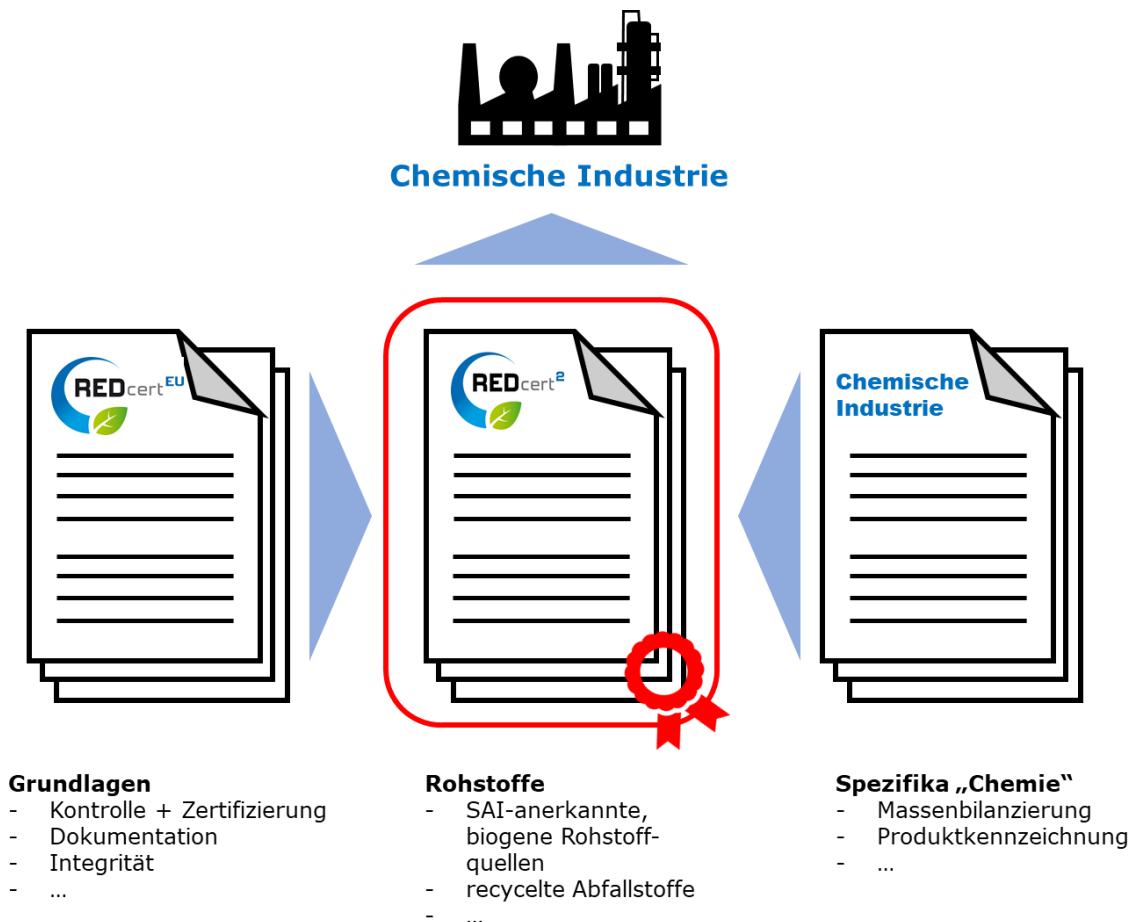 Chemische Industrie
REDcert EU
REDcert²
Chemische
Industrie
Grundlagen
- Kontrolle + Zertifizierung
- Dokumentation
- Integrität
- ...
Rohstoffe
- SAI-anerkannte,
biogene Rohstoff-
quellen
- recycelte Abfallstoffe
- ...
Spezifika „Chemie“
- Massenbilanzierung
- Produktkennzeichnung
- ...